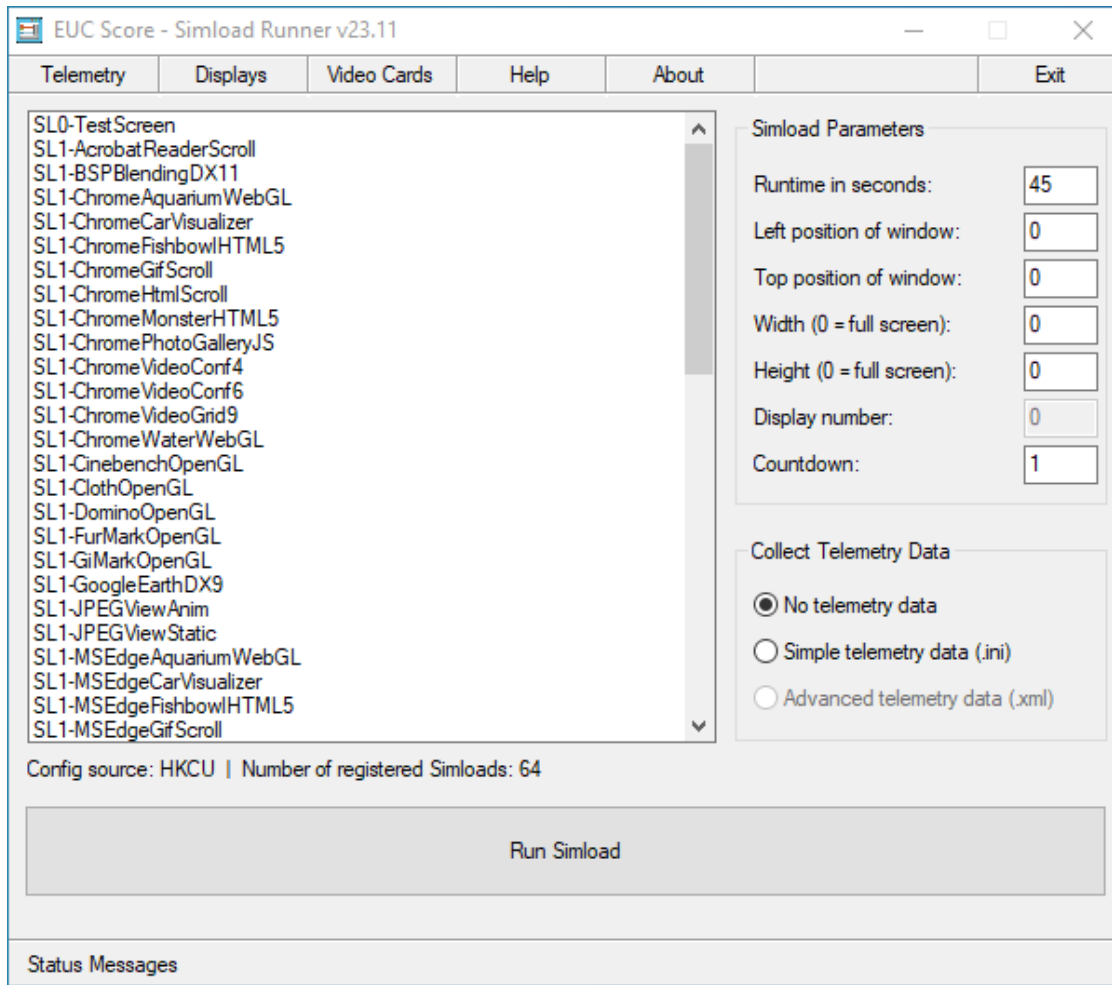 EUC Score - Simload Runner v23.11
Telemetry Displays Video Cards Help About Exit
SL0-TestScreen
SL1-AcrobatReaderScroll
SL1-BSPBlendingDX11
SL1-ChromeAquariumWebGL
SL1-ChromeCarVisualizer
SL1-ChromeFishbowlHTML5
SL1-ChromeGifScroll
SL1-ChromeHtmlScroll
SL1-ChromeMonsterHTML5
SL1-ChromePhotoGalleryJS
SL1-ChromeVideoConf4
SL1-ChromeVideoConf6
SL1-ChromeVideoGrid9
SL1-ChromeWaterWebGL
SL1-CinebenchOpenGL
SL1-ClothOpenGL
SL1-DominoOpenGL
SL1-FurMarkOpenGL
SL1-GiMarkOpenGL
SL1-GoogleEarthDX9
SL1-JPEGViewAnim
SL1-JPEGViewStatic
SL1-MSEdgeAquariumWebGL
SL1-MSEdgeCarVisualizer
SL1-MSEdgeFishbowlHTML5
SL1-MSEdgeGifScroll
Simload Parameters
Runtime in seconds: 45
Left position of window: 0
Top position of window: 0
Width (0 = full screen): 0
Height (0 = full screen): 0
Display number: 0
Countdown: 1
Collect Telemetry Data
No telemetry data
Simple telemetry data (.ini)
Advanced telemetry data (.xml)
Config source: HKCU | Number of registered Simloads: 64
Run Simload
Status Messages